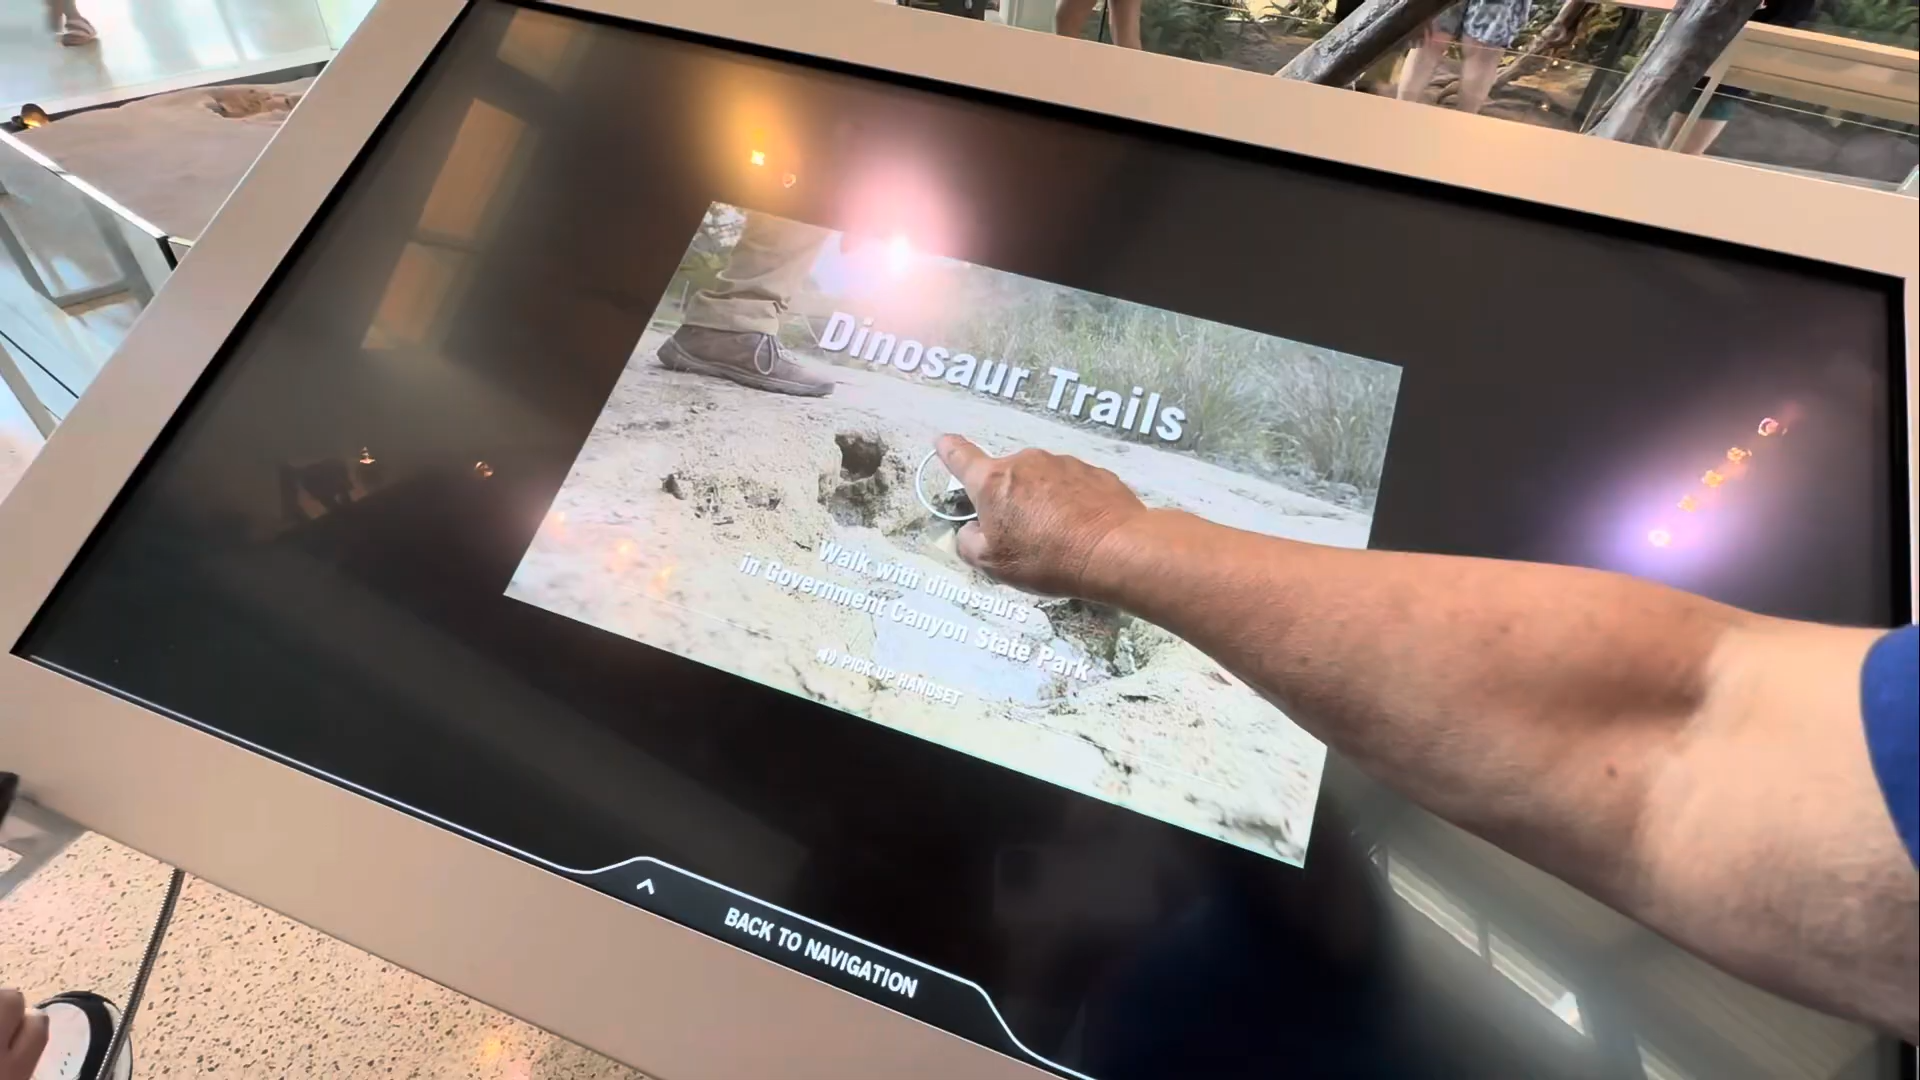 Dinosaur Trails
Walk with dinosaurs
in Government Canyon State Park
PICK UP HANDSET
BACK TO NAVIGATION